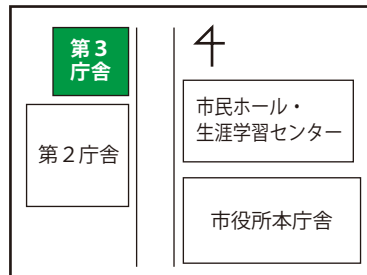 第３
庁舎
第２庁舎
市民ホール・
生涯学習センター
市役所本庁舎